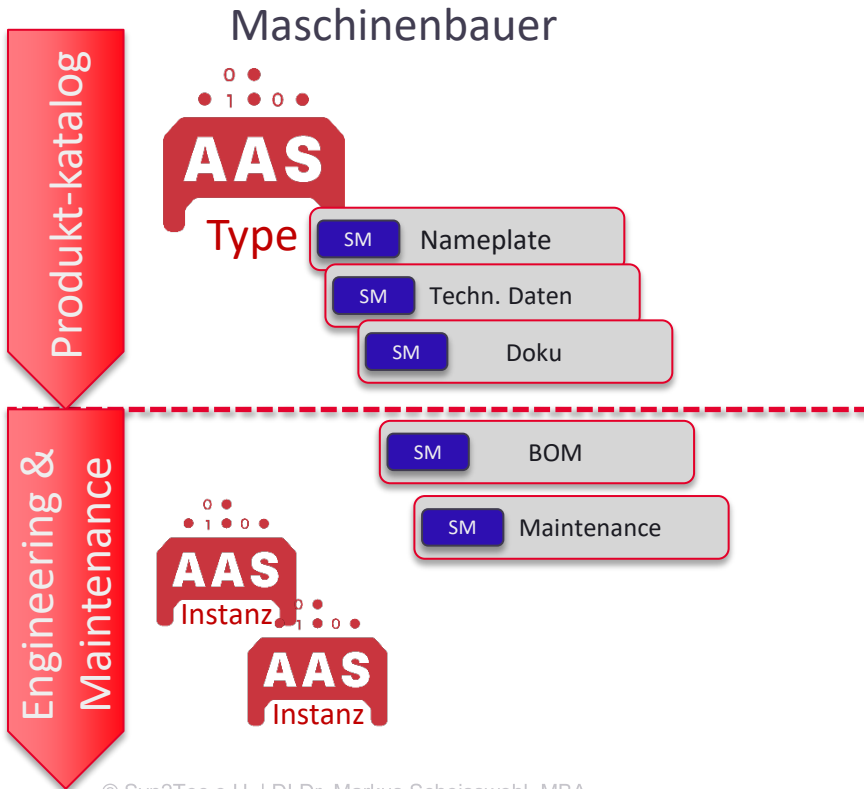 Maschinenbauer
Produkt-katalog
0
1 0
AAS
Type
SM Nameplate
SM Techn. Daten
SM Doku
Engineering &
Maintenance
SM BOM
SM Maintenance
0
1 0
AAS
Instanz
0
1 0
AAS
Instanz